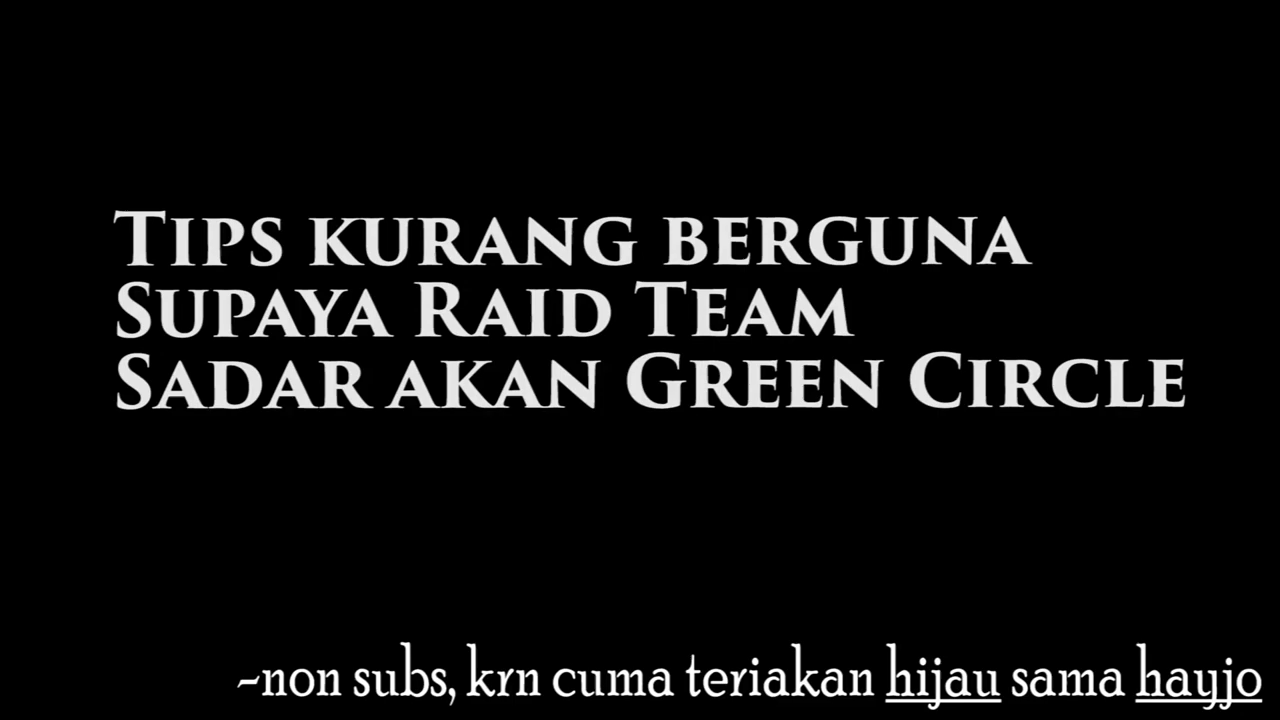 Tips kurang berguna
Supaya Raid Team
Sadar akan Green Circle
~non subs, krn cuma teriakan hijau sama hayjo